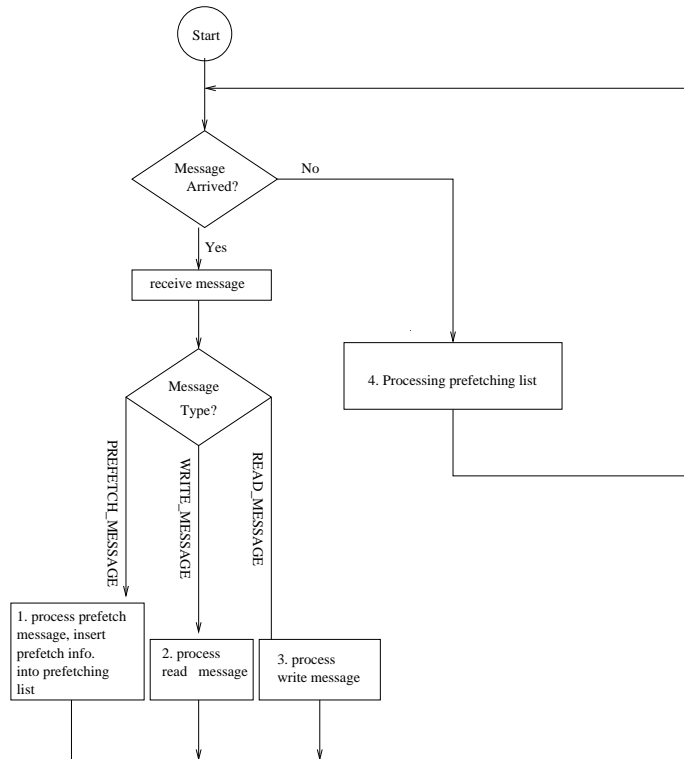 Start
Message
Arrived?
No
Yes
receive message
4. Processing prefetching list
Message
Type?
PREFETCH_MESSAGE
WRITE_MESSAGE
READ_MESSAGE
1. process prefetch
message, insert
prefetch info.
into prefetching
list
2. process
read message
3. process
write message